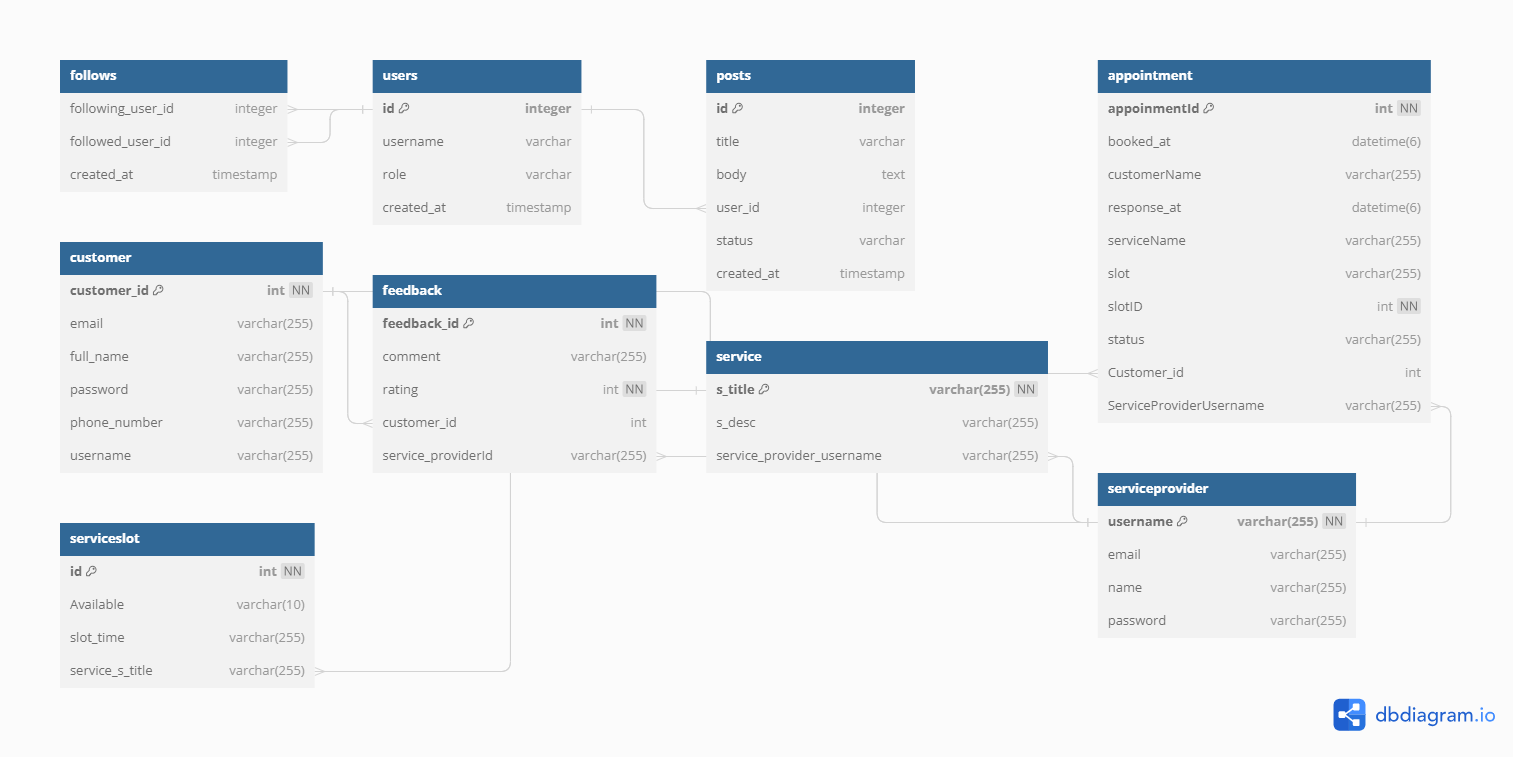 follows
following_user_id integer
followed_user_id integer
created_at timestamp
users
id integer
username varchar
role varchar
created_at timestamp
posts
id integer
title varchar
body text
user_id integer
status varchar
created_at timestamp
appointment
appoinmentId int NN
booked_at datetime(6)
customerName varchar(255)
response_at datetime(6)
serviceName varchar(255)
slot varchar(255)
slotID int NN
status varchar(255)
Customer_id int
ServiceProviderUsername varchar(255)
customer
customer_id int NN
email varchar(255)
full_name varchar(255)
password varchar(255)
phone_number varchar(255)
username varchar(255)
feedback
feedback_id int NN
comment varchar(255)
rating int NN
customer_id int
service_providerId varchar(255)
service
s_title varchar(255) NN
s_desc varchar(255)
service_provider_username varchar(255)
serviceprovider
username varchar(255) NN
email varchar(255)
name varchar(255)
password varchar(255)
serviceslot
id int NN
Available varchar(10)
slot_time varchar(255)
service_s_title varchar(255)
dbdiagram.io